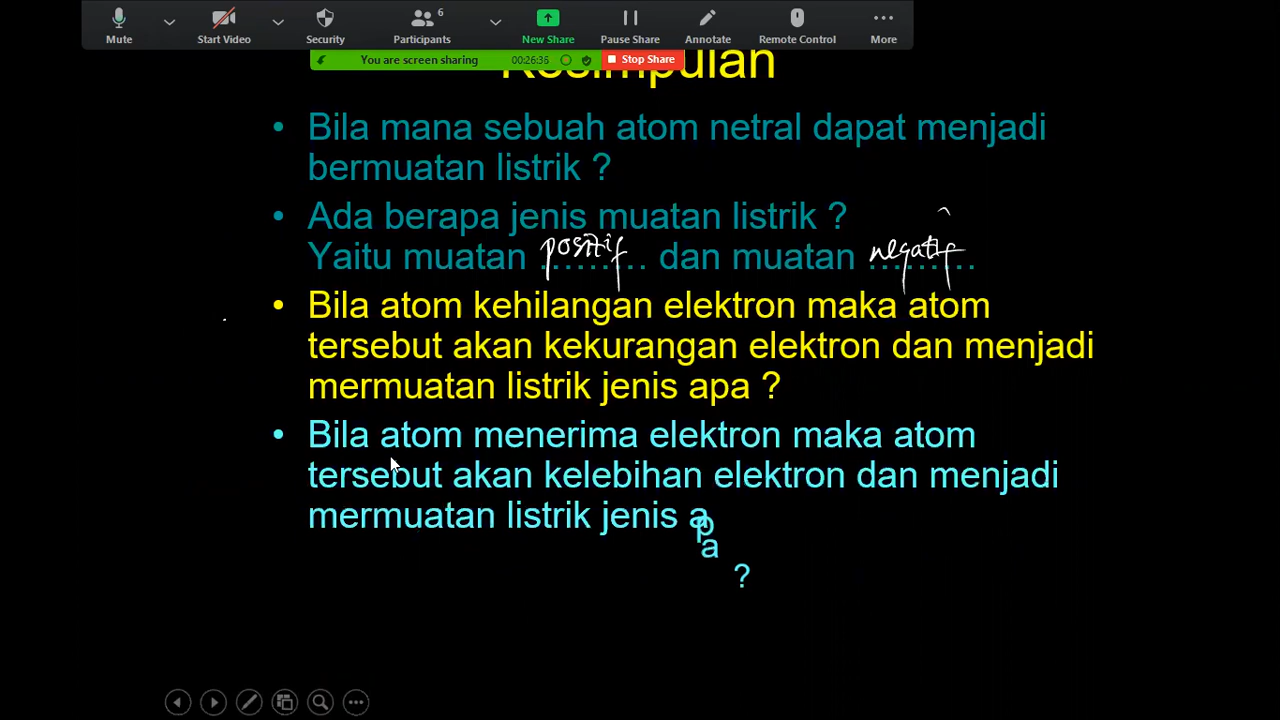 6
Mute Start Video Security Participants New Share Pause Share Annotate Remote Control More
You are screen sharing 00:26:36 Stop Share
Kesimpulan
• Bila mana sebuah atom netral dapat menjadi
bermuatan listrik ?
• Ada berapa jenis muatan listrik ?
Yaitu muatan positif ......... dan muatan negatif .........
• Bila atom kehilangan elektron maka atom
tersebut akan kekurangan elektron dan menjadi
mermuatan listrik jenis apa ?
• Bila atom menerima elektron maka atom
tersebut akan kelebihan elektron dan menjadi
mermuatan listrik jenis apa
?